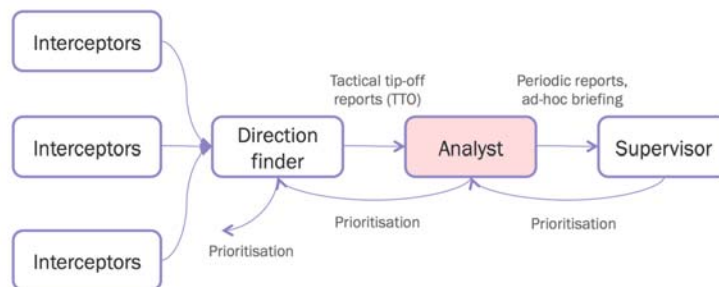 Interceptors
Tactical tip-off
reports (TTO)
Periodic reports,
ad-hoc briefing
Interceptors
Direction
finder
Analyst
Supervisor
Prioritisation
Prioritisation
Prioritisation
Interceptors